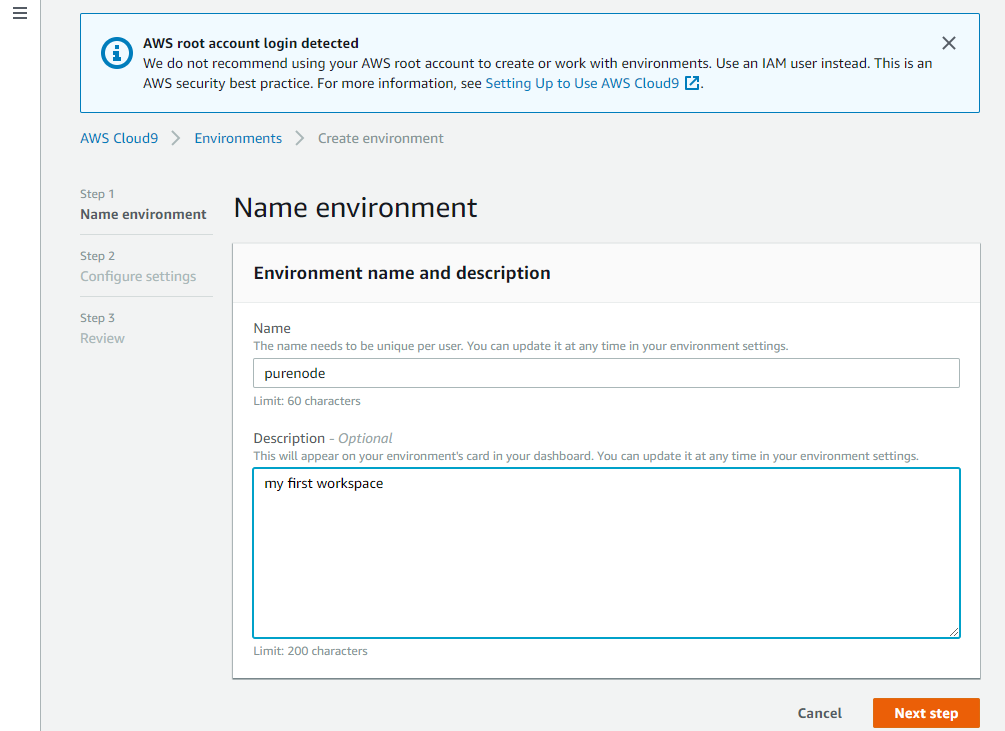 AWS root account login detected
We do not recommend using your AWS root account to create or work with environments. Use an IAM user instead. This is an
AWS security best practice. For more information, see Setting Up to Use AWS Cloud9.
AWS Cloud9 > Environments > Create environment
Step 1
Name environment
Step 2
Configure settings
Step 3
Review
Name environment
Environment name and description
Name
The name needs to be unique per user. You can update it at any time in your environment settings.
purenode
Limit: 60 characters
Description - Optional
This will appear on your environment's card in your dashboard. You can update it at any time in your environment settings.
my first workspace
Limit: 200 characters
Cancel
Next step